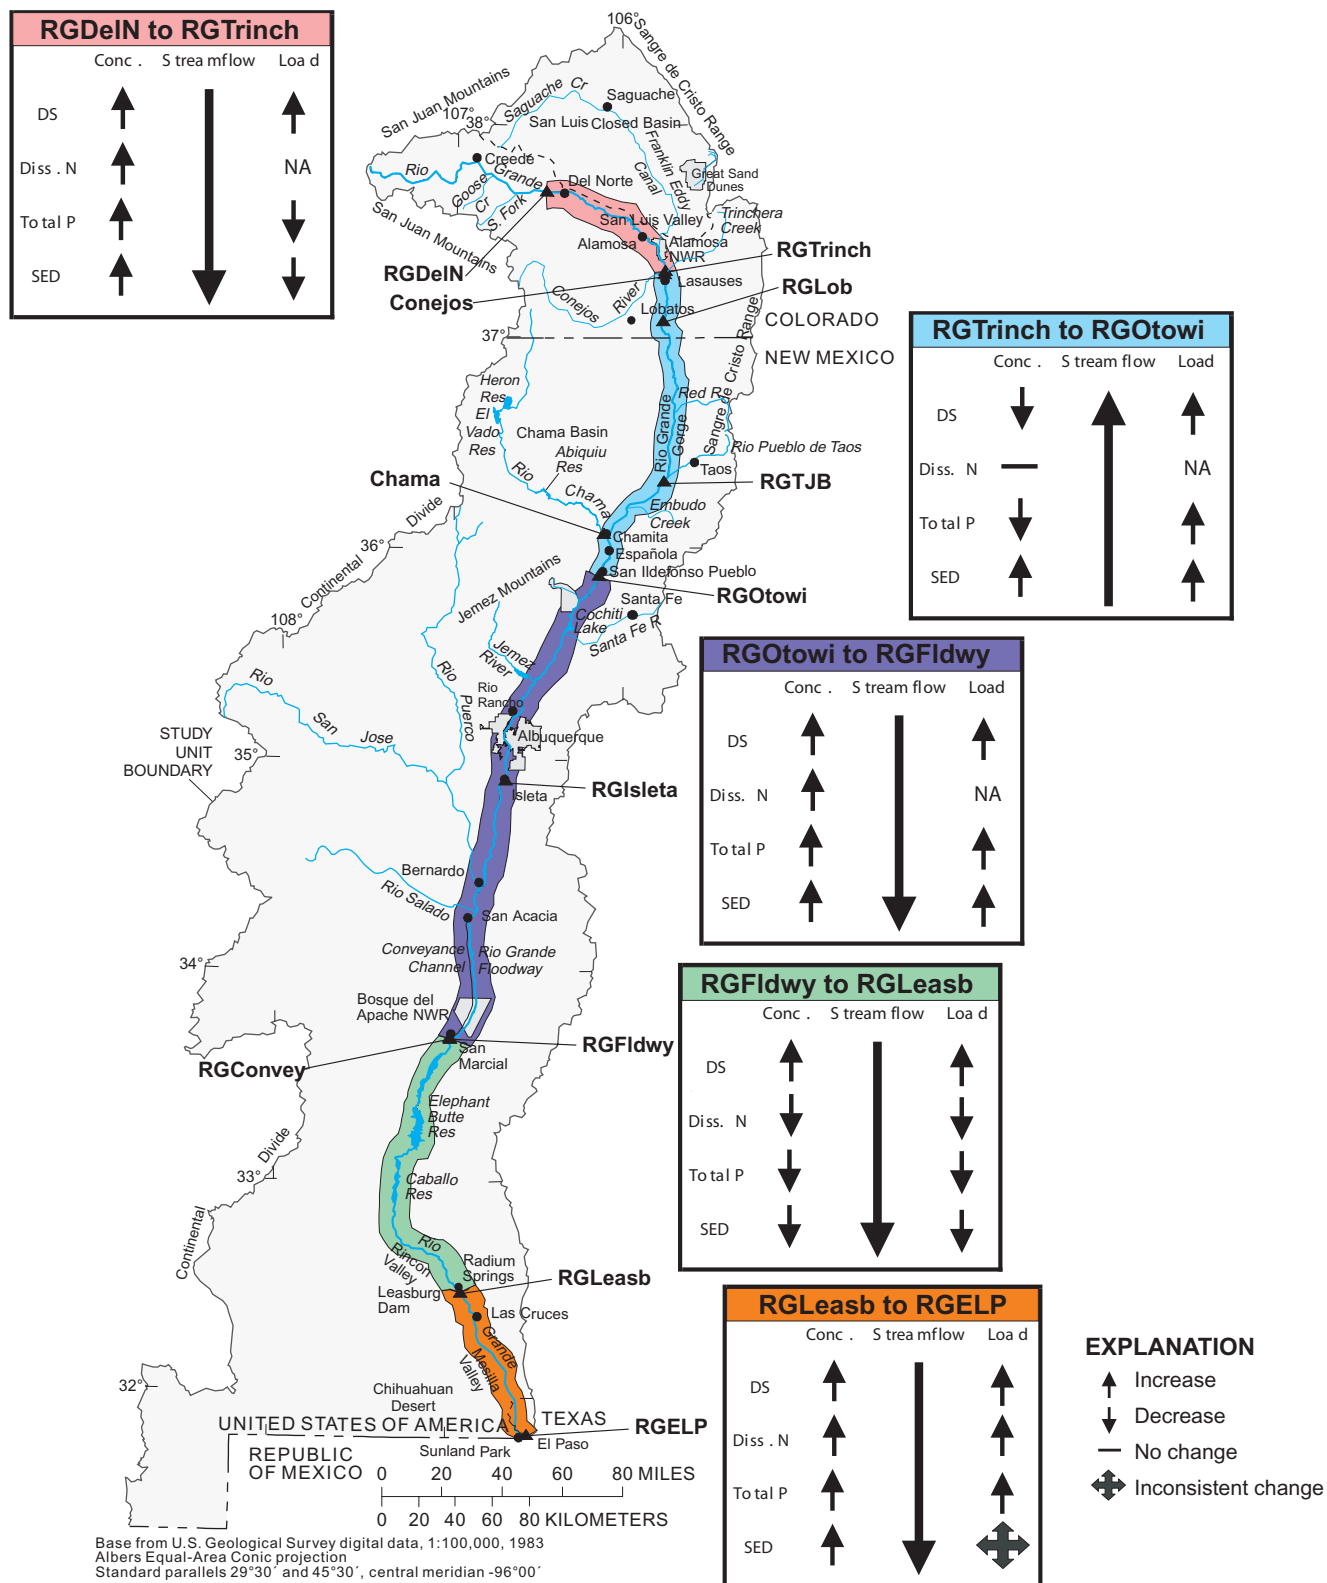 RGDelN to RGTrinch
Conc. Streamflow Load
DS
Diss. N NA
Total P
SED
106°
Sangre de Cristo Range
San Juan Mountains
107°
38°
Saguache Cr
Saguache
San Luis Closed Basin
Franklin Eddy Canal
Great Sand
Dunes
Creede
Rio Grande
Goose
Cr
S. Fork
Del Norte
San Juan Mountains
San Luis Valley
Trinchera
Creek
Alamosa
Alamosa
NWR
RGTrinch
RGDelN
Conejos
Lasauses
RGLob
Conejos River
Lobatos
COLORADO
37°
NEW MEXICO
RGTrinch to RGOtowi
Conc. Streamflow Load
DS
Diss. N NA
Total P
SED
Heron
Res
El
Vado
Res
Chama Basin
Abiquiu
Res
Rio Chama
Rio Grande
Gorge
Red R
Sangre de Cristo Range
Rio Pueblo de Taos
Taos
Chama
RGTJB
Embudo
Creek
Chamita
Española
San Ildefonso Pueblo
RGOtowi
Continental Divide
36°
108°
Jemez Mountains
Santa Fe
Cochiti
Lake
Santa Fe R
Jemez
River
RGOtowi to RGFldwy
Conc. Streamflow Load
DS
Diss. N NA
Total P
SED
Rio
San
Jose
Rio
Puerco
Rio
Rancho
Albuquerque
STUDY
UNIT
BOUNDARY
35°
Isleta
RGIsleta
Bernardo
Rio Salado
San Acacia
Conveyance
Channel
Rio Grande
Floodway
34°
Bosque del
Apache NWR
RGConvey
San
Marcial
RGFldwy
RGFldwy to RGLeasb
Conc. Streamflow Load
DS
Diss. N
Total P
SED
Elephant
Butte
Res
Continental Divide
33°
Caballo
Res
Rio
Rincon
Valley
Radium
Springs
RGLeasb
Leasburg
Dam
Las Cruces
Grande
Mesilla
Valley
RGLeasb to RGELP
Conc. Streamflow Load
DS
Diss. N
Total P
SED
32°
Chihuahuan
Desert
UNITED STATES OF AMERICA
TEXAS
RGELP
REPUBLIC
OF MEXICO
Sunland Park
El Paso
0 20 40 60 80 MILES
0 20 40 60 80 KILOMETERS
EXPLANATION
Increase
Decrease
No change
Inconsistent change
Base from U.S. Geological Survey digital data, 1:100,000, 1983
Albers Equal-Area Conic projection
Standard parallels 29°30´ and 45°30´, central meridian -96°00´